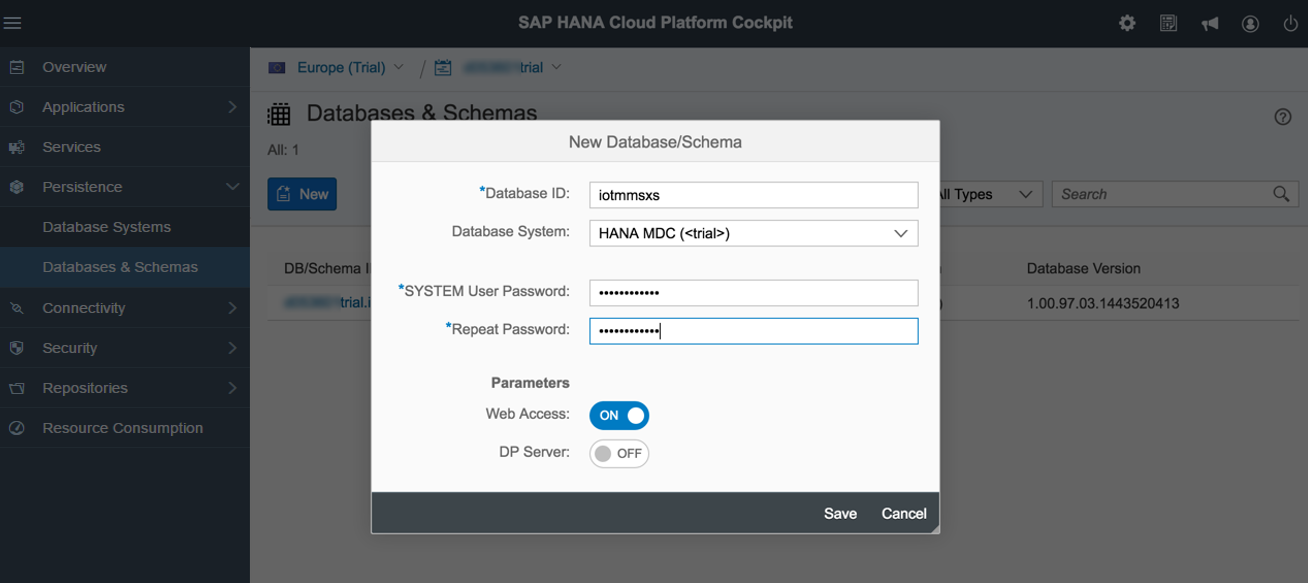 SAP HANA Cloud Platform Cockpit
Overview
Applications
Services
Persistence
Database Systems
Databases & Schemas
Connectivity
Security
Repositories
Resource Consumption
Europe (Trial) / trial
Databases & Schemas
All: 1
New
All Types
Search
DB/Schema
Database Version
trial.i
1.00.97.03.1443520413
New Database/Schema
*Database ID: iotmmsxs
Database System: HANA MDC (<trial>)
*SYSTEM User Password: ••••••••••••
*Repeat Password: ••••••••••••
Parameters
Web Access: ON
DP Server: OFF
Save Cancel